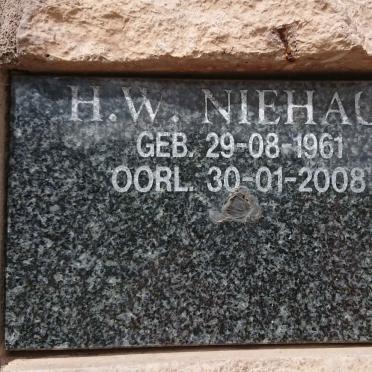 H.W. NIEHAU
GEB. 29-08-1961
OORL. 30-01-2008